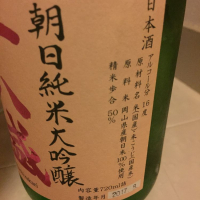 日本酒
アルコール分 16度
原材料名 米(国産)・米こうじ(国産米)
原料米 岡山県産朝日米100%使用
精米歩合 50%
朝日純米大吟醸
内容量720ml詰
製造年月